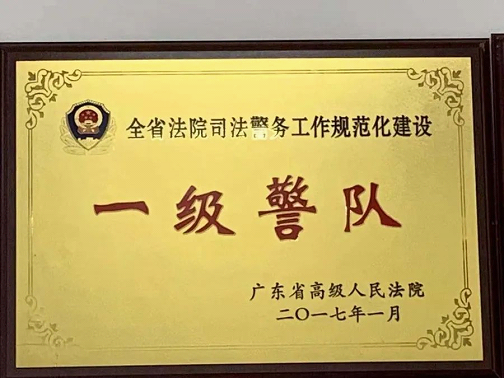 全省法院司法警务工作规范化建设
一级警队
广东省高级人民法院
二〇一七年一月